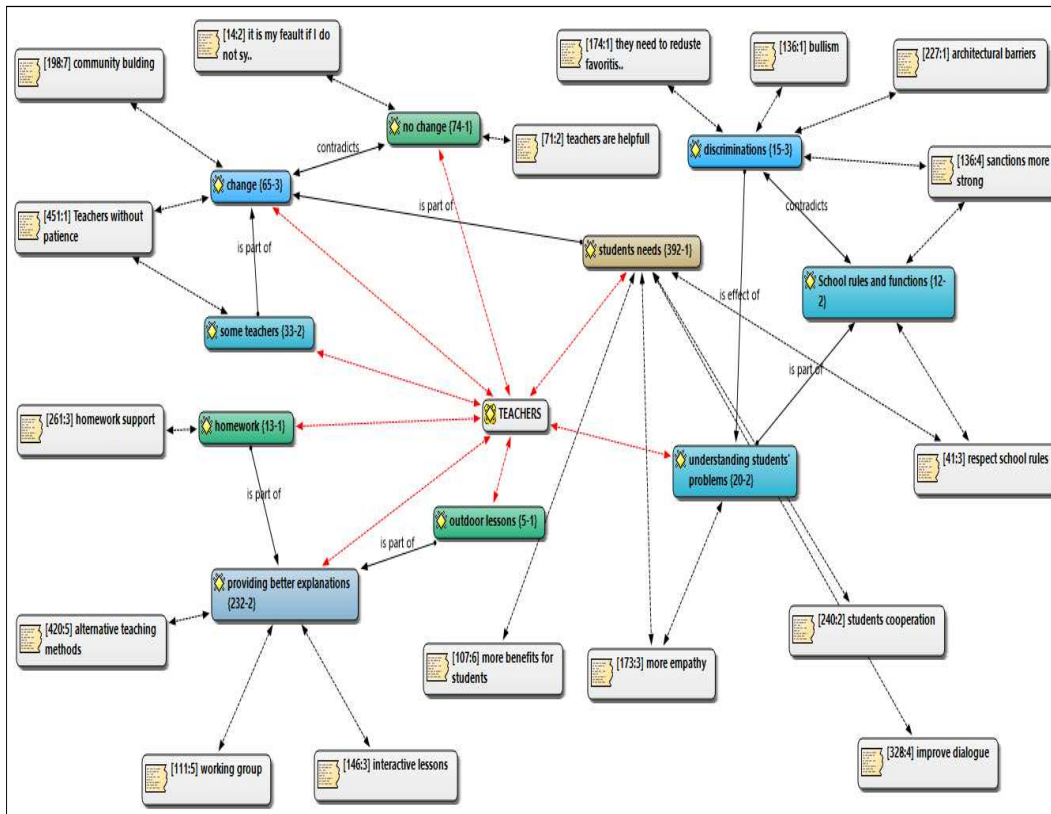 [14:2] it is my feault if I do
not sy..
[174:1] they need to reduste
favoritis..
[136:1] bullism
[227:1] architectural barriers
[198:7] community bulding
no change {74-1}
[71:2] teachers are helpfull
discriminations {15-3}
[136:4] sanctions more
strong
contradicts
change {65-3}
contradicts
[451:1] Teachers without
patience
is part of
is part of
students needs {392-1}
School rules and functions {12-
2}
is effect of
some teachers {33-2}
is part of
[261:3] homework support
homework {13-1}
TEACHERS
understanding students'
problems {20-2}
[41:3] respect school rules
is part of
outdoor lessons {5-1}
is part of
providing better explanations
{232-2}
[420:5] alternative teaching
methods
[107:6] more benefits for
students
[173:3] more empathy
[240:2] students cooperation
[111:5] working group
[146:3] interactive lessons
[328:4] improve dialogue